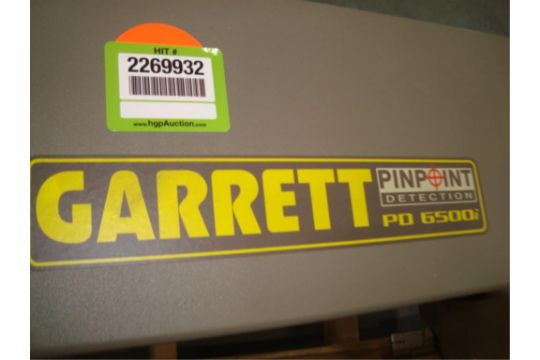 HIT #
2269932
www.hgpAuction.com
GARRETT
PINPOINT
DETECTION
PD 6500i